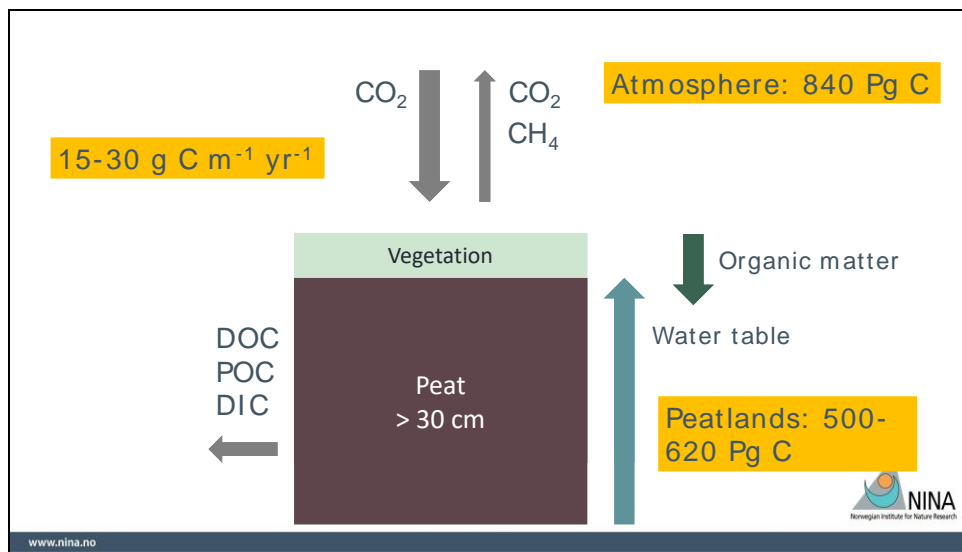 CO₂
CO₂
CH₄
Atmosphere: 840 Pg C
15-30 g C m⁻¹ yr⁻¹
Vegetation
Organic matter
Water table
DOC
POC
DIC
Peat
> 30 cm
Peatlands: 500-
620 Pg C
NINA
Norwegian Institute for Nature Research
www.nina.no